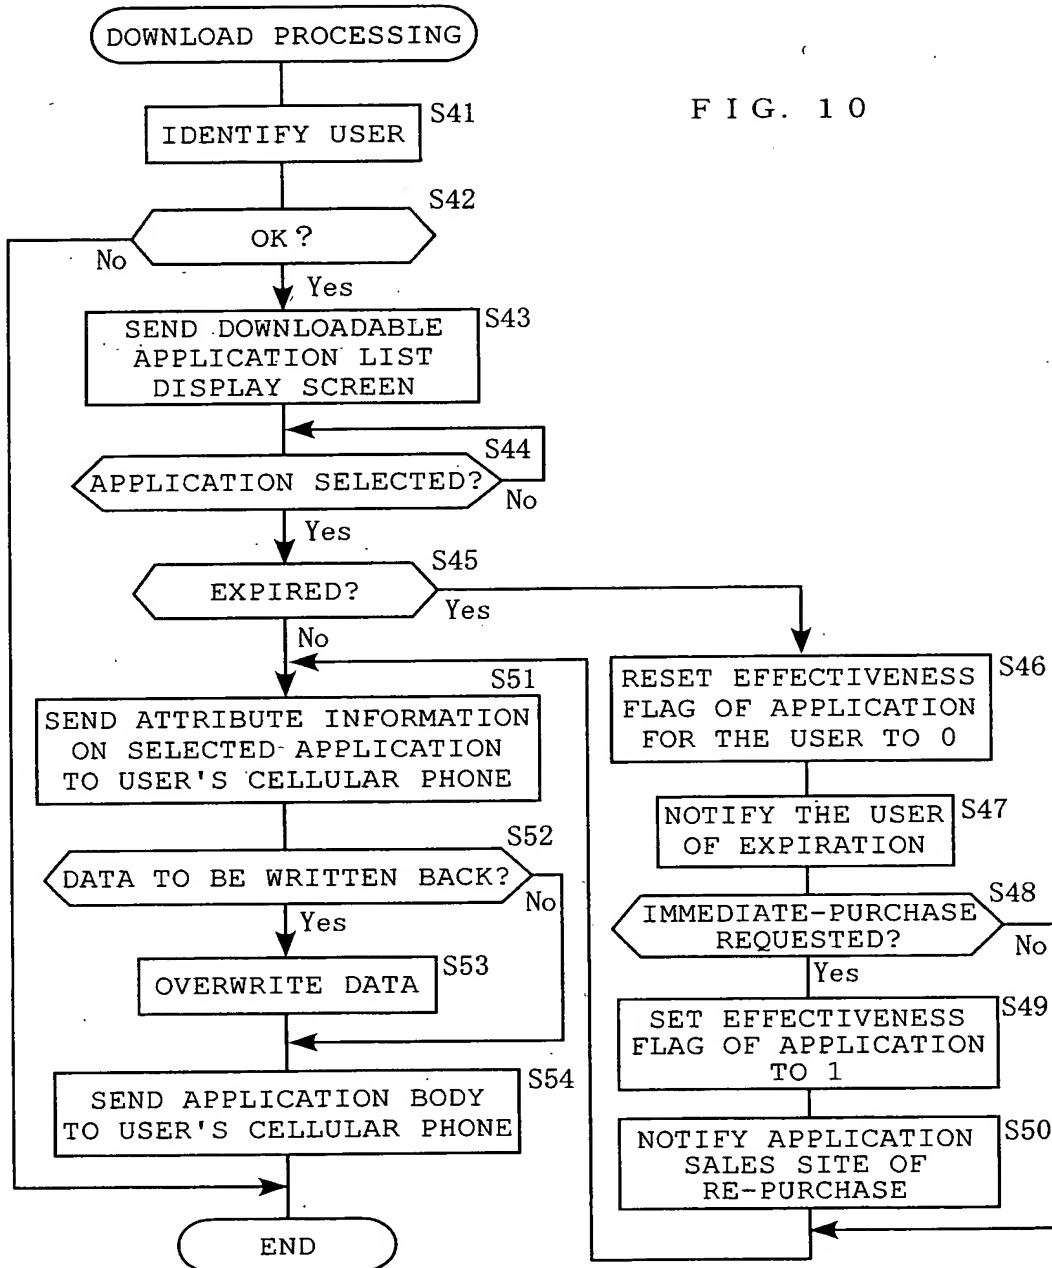 DOWNLOAD PROCESSING
FIG. 10
S41
IDENTIFY USER
S42
OK?
No
Yes
S43
SEND DOWNLOADABLE
APPLICATION LIST
DISPLAY SCREEN
S44
APPLICATION SELECTED?
No
Yes
S45
EXPIRED?
Yes
No
S51
SEND ATTRIBUTE INFORMATION
ON SELECTED APPLICATION
TO USER'S CELLULAR PHONE
S52
DATA TO BE WRITTEN BACK?
No
Yes
S53
OVERWRITE DATA
S54
SEND APPLICATION BODY
TO USER'S CELLULAR PHONE
END
S46
RESET EFFECTIVENESS
FLAG OF APPLICATION
FOR THE USER TO 0
S47
NOTIFY THE USER
OF EXPIRATION
S48
IMMEDIATE-PURCHASE
REQUESTED?
No
Yes
S49
SET EFFECTIVENESS
FLAG OF APPLICATION
TO 1
S50
NOTIFY APPLICATION
SALES SITE OF
RE-PURCHASE